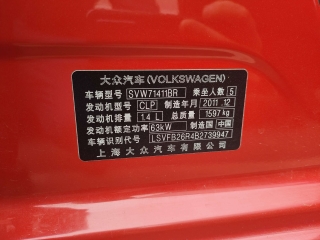 大众汽车(VOLKSWAGEN)
车辆型号 SVW71411BR 乘坐人数 5
发动机型号 CLP 制造年月 2011.12
发动机排量 1.4 L 总质量 1597 kg
发动机额定功率 63kW 制造国 中国
车辆识别代号 LSVFB26R4B2739947
上海大众汽车有限公司